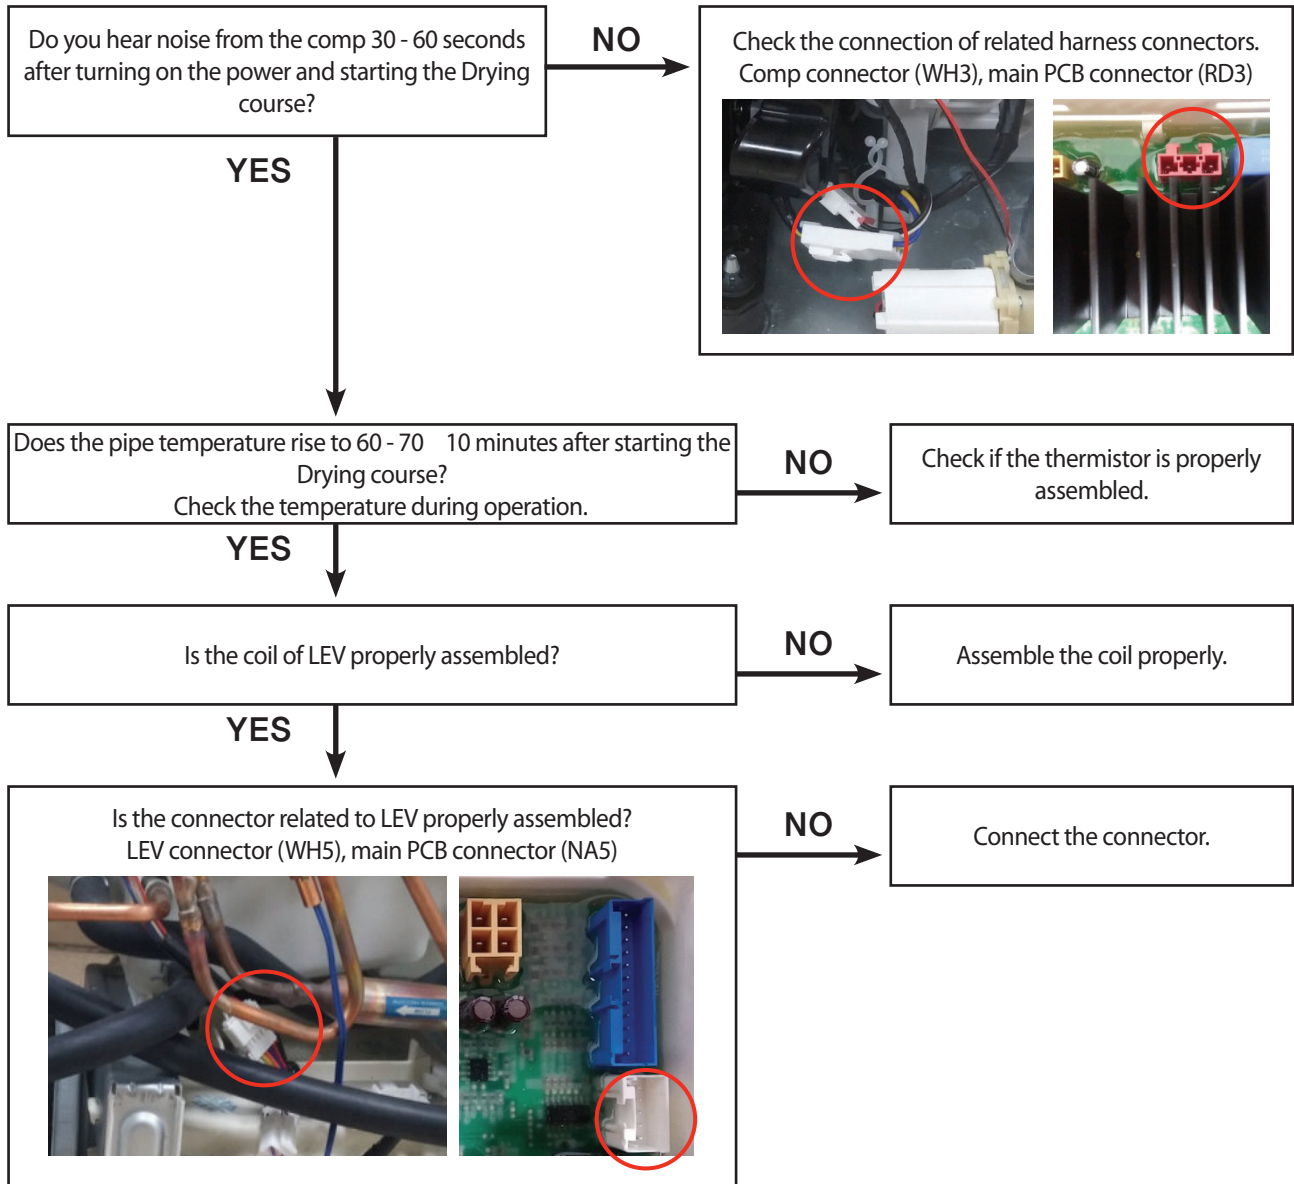 Do you hear noise from the comp 30 - 60 seconds
after turning on the power and starting the Drying
course?
NO
Check the connection of related harness connectors.
Comp connector (WH3), main PCB connector (RD3)
YES
Does the pipe temperature rise to 60 - 70 10 minutes after starting the
Drying course?
Check the temperature during operation.
NO
Check if the thermistor is properly
assembled.
YES
Is the coil of LEV properly assembled?
NO
Assemble the coil properly.
YES
Is the connector related to LEV properly assembled?
LEV connector (WH5), main PCB connector (NA5)
NO
Connect the connector.